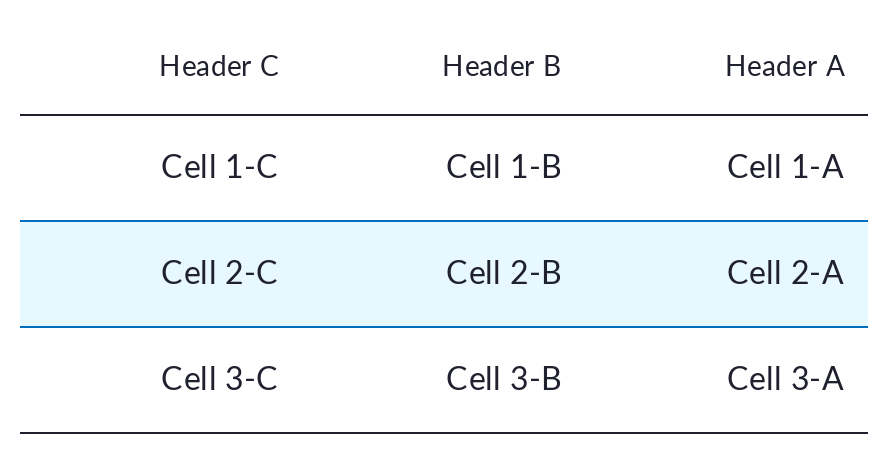 Header C Header B Header A
Cell 1-C Cell 1-B Cell 1-A
Cell 2-C Cell 2-B Cell 2-A
Cell 3-C Cell 3-B Cell 3-A